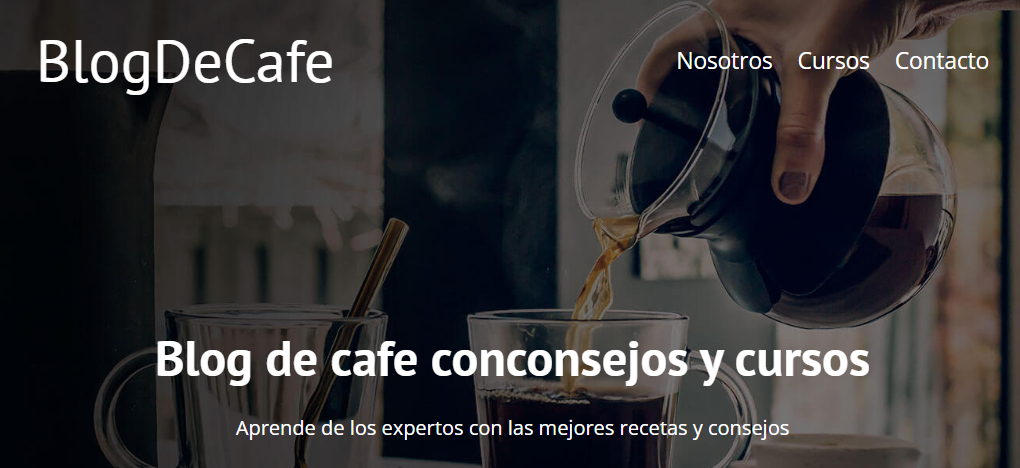 BlogDeCafe
Nosotros Cursos Contacto
Blog de cafe conconsejos y cursos
Aprende de los expertos con las mejores recetas y consejos